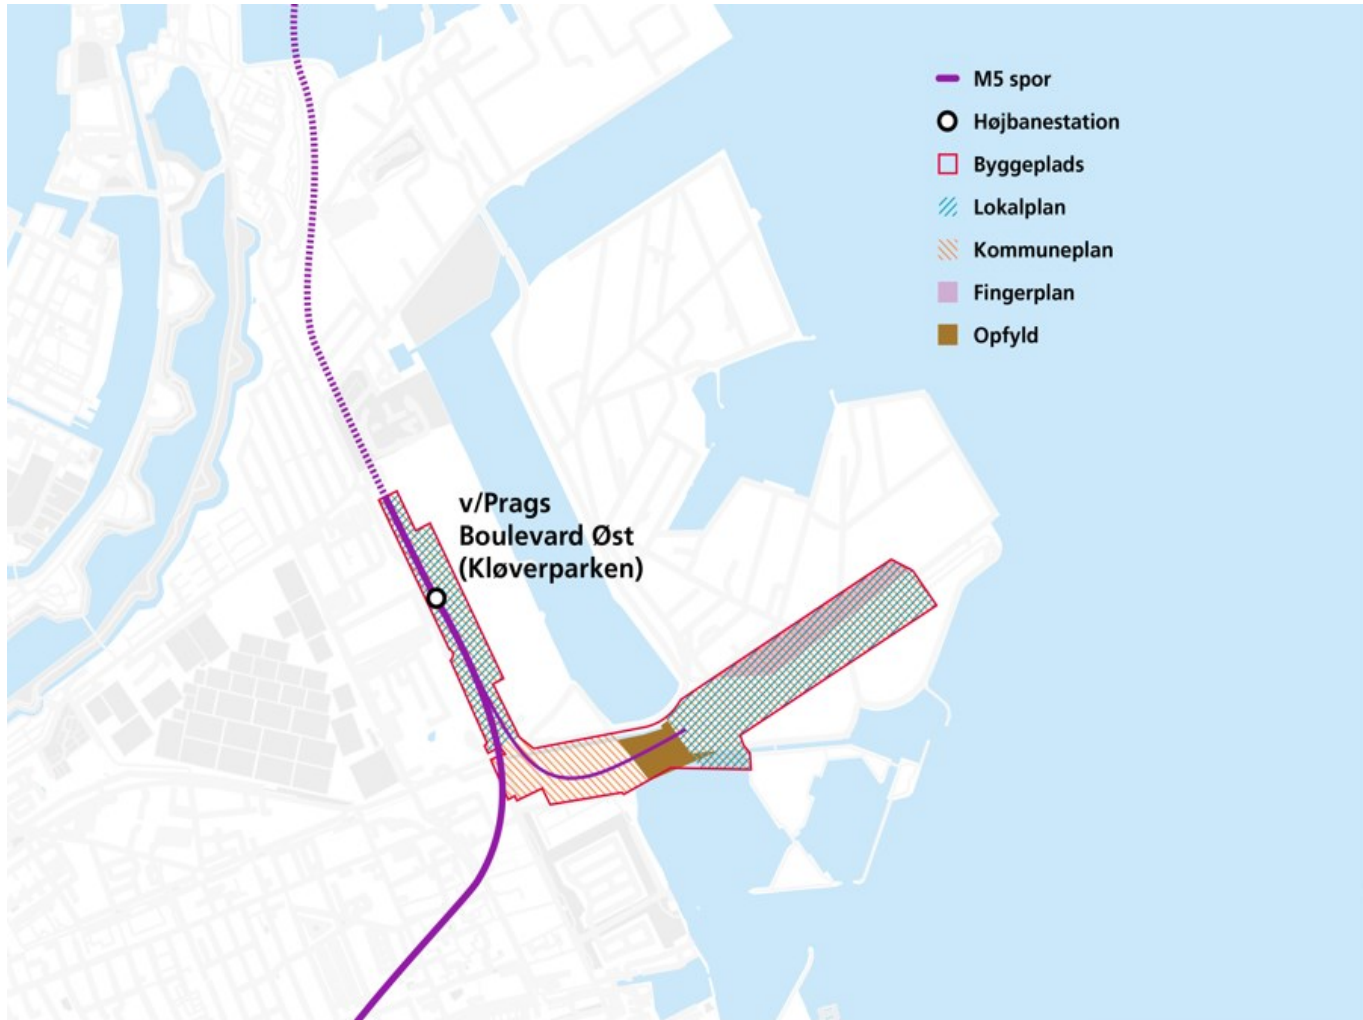 M5 spor
Højbanestation
Byggeplads
Lokalplan
Kommuneplan
Fingerplan
Opfyld
v/Prags
Boulevard Øst
(Kløverparken)